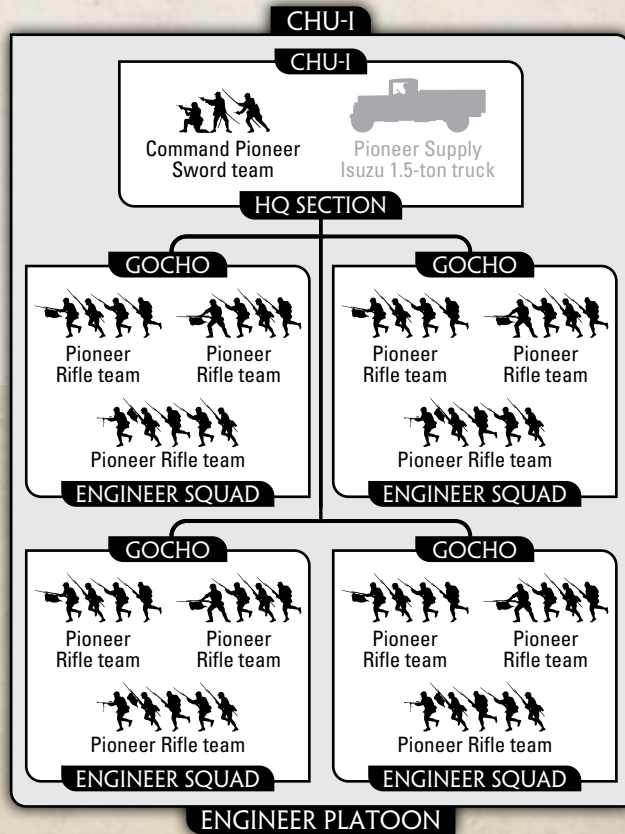 CHU-I
CHU-I
Command Pioneer
Sword team
Pioneer Supply
Isuzu 1.5-ton truck
HQ SECTION
GOCHO
Pioneer
Rifle team
Pioneer
Rifle team
Pioneer Rifle team
ENGINEER SQUAD
GOCHO
Pioneer
Rifle team
Pioneer
Rifle team
Pioneer Rifle team
ENGINEER SQUAD
GOCHO
Pioneer
Rifle team
Pioneer
Rifle team
Pioneer Rifle team
ENGINEER SQUAD
GOCHO
Pioneer
Rifle team
Pioneer
Rifle team
Pioneer Rifle team
ENGINEER SQUAD
ENGINEER PLATOON